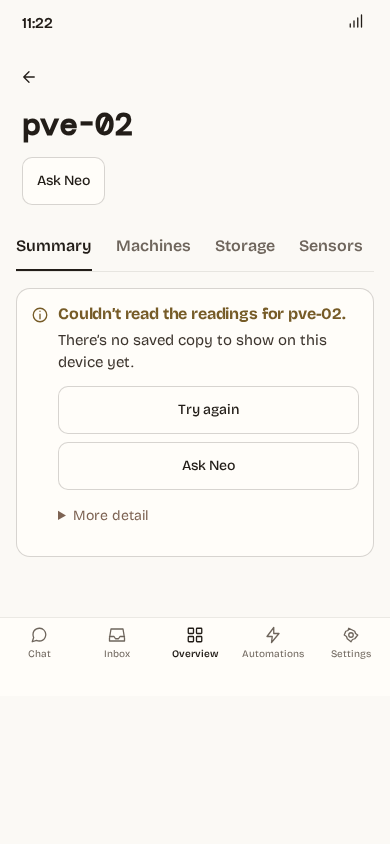 11:22
pve-02
Ask Neo
Summary
Machines
Storage
Sensors
Couldn’t read the readings for pve-02.
There’s no saved copy to show on this
device yet.
Try again
Ask Neo
More detail
Chat
Inbox
Overview
Automations
Settings